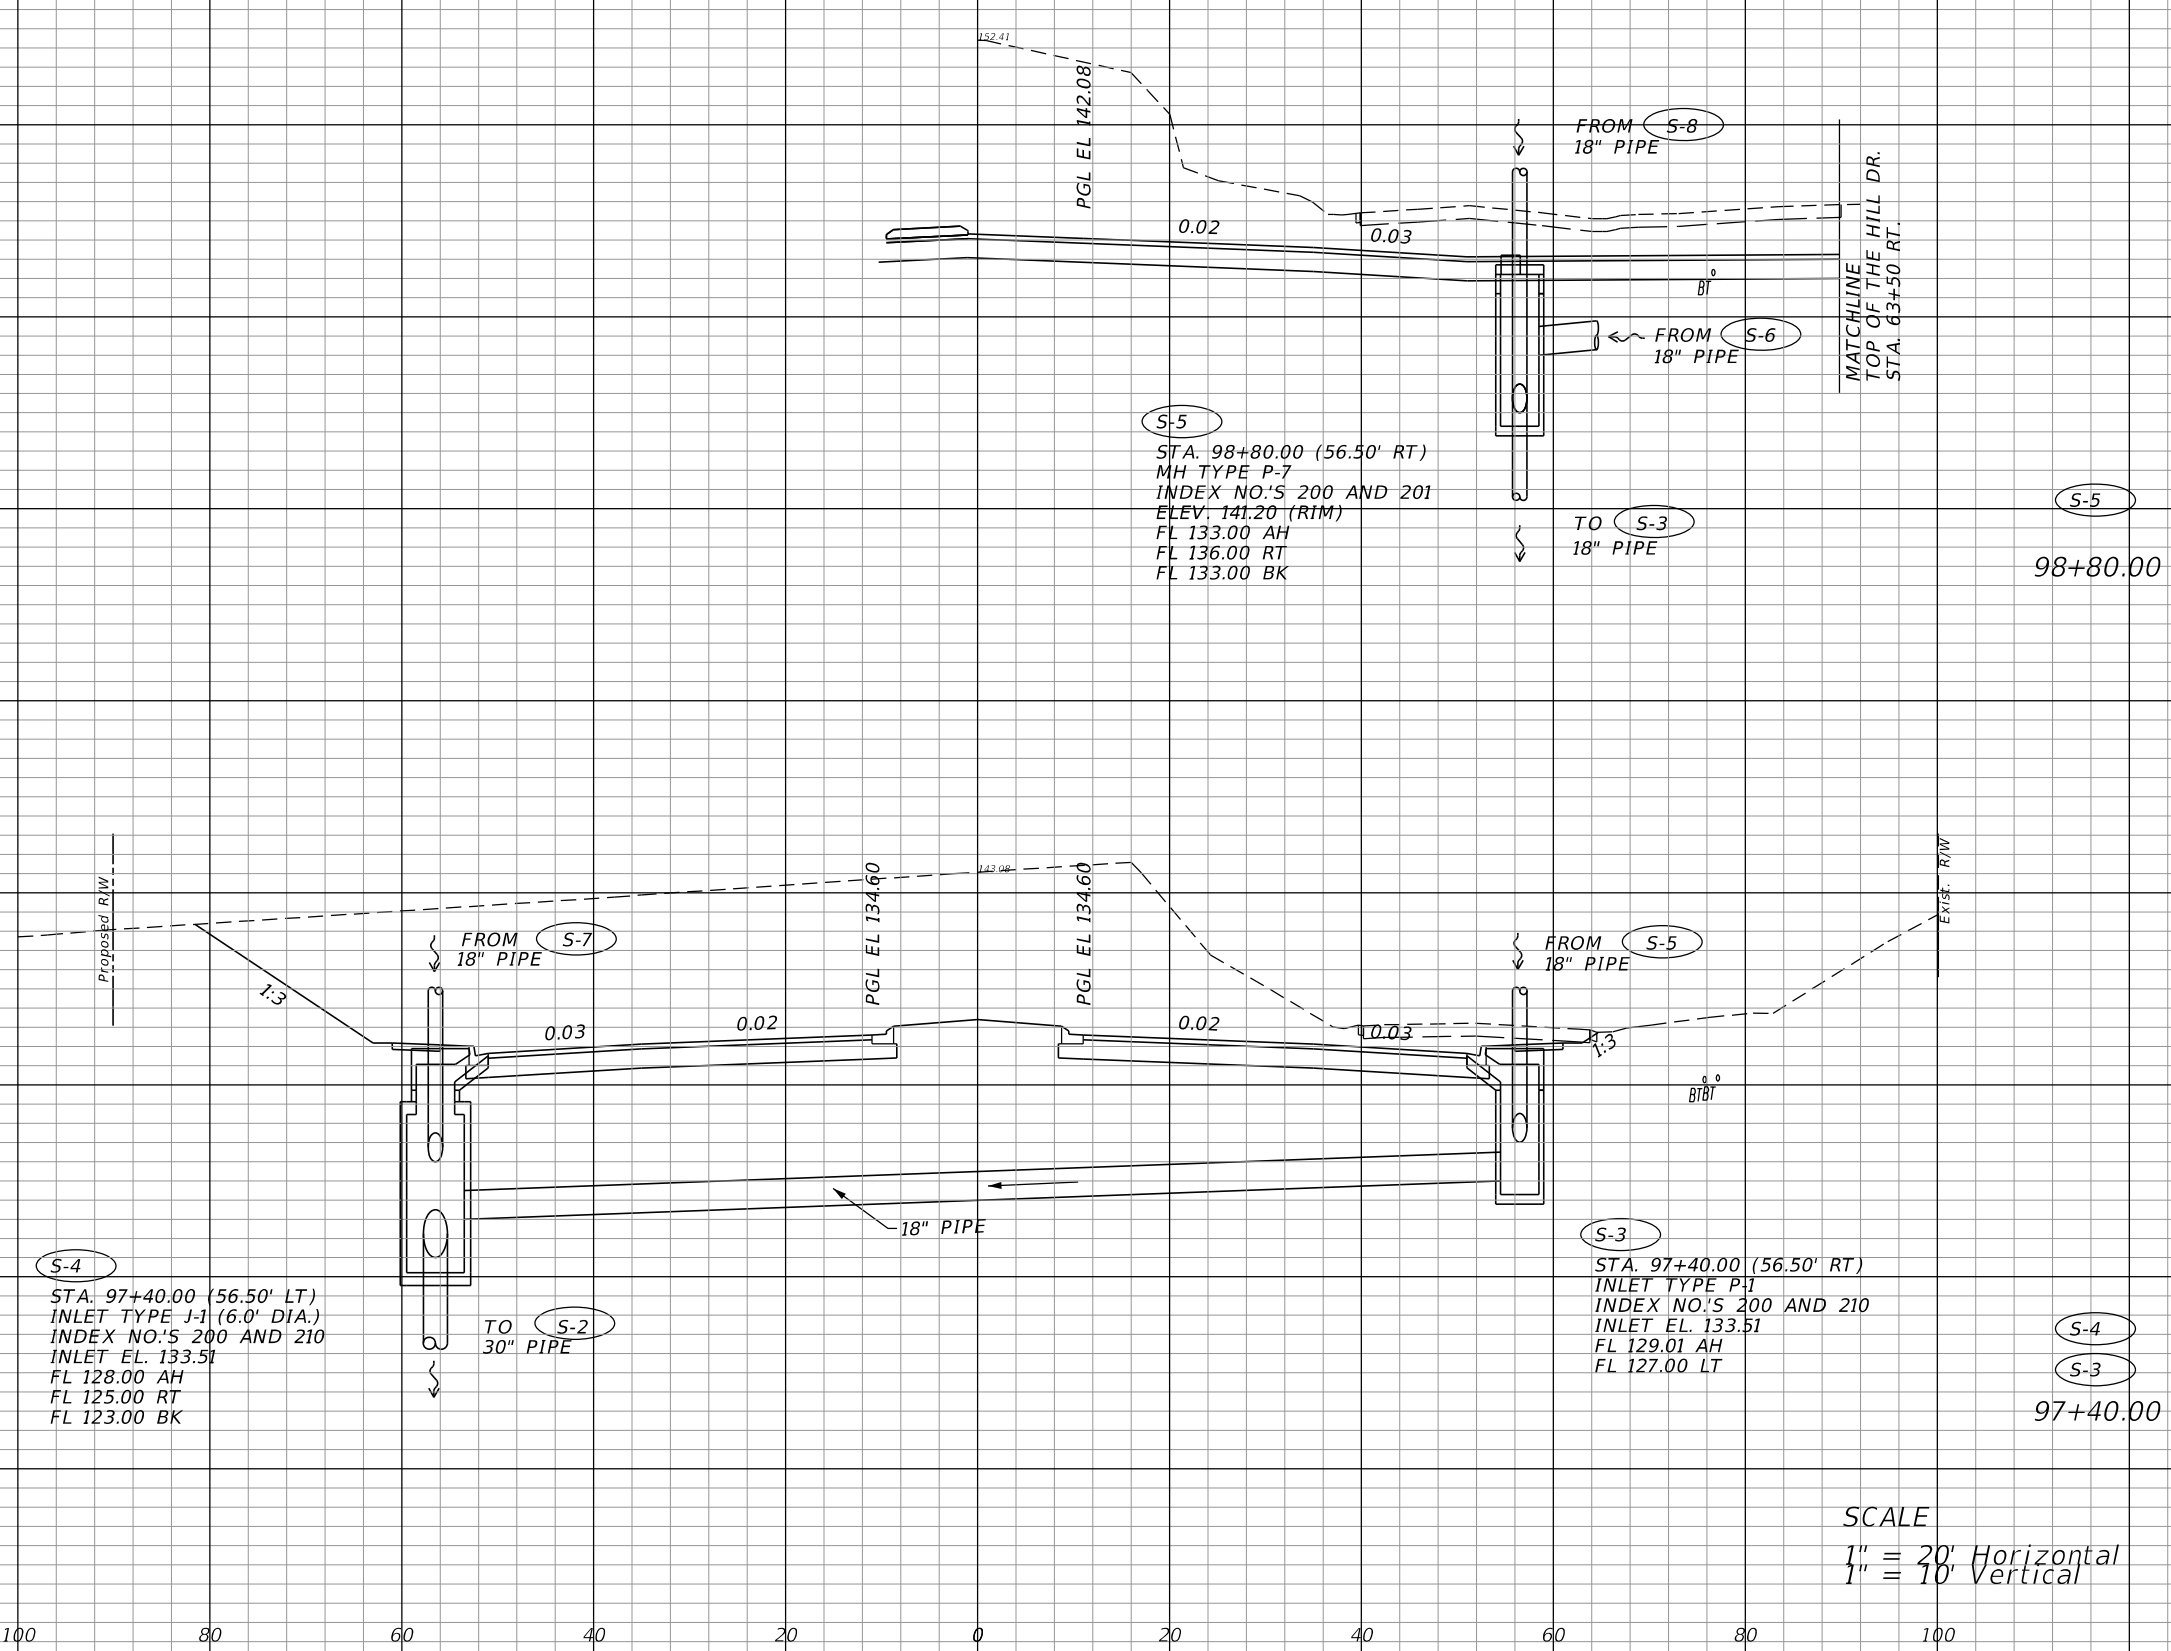 152.41
PGL EL 142.08
FROM S-8
18" PIPE
0.02
0.03
BT
FROM S-6
18" PIPE
MATCHLINE
TOP OF THE HILL DR.
STA. 63+50 RT.
S-5
STA. 98+80.00 (56.50' RT)
MH TYPE P-7
INDEX NO.'S 200 AND 201
ELEV. 141.20 (RIM)
FL 133.00 AH
FL 136.00 RT
FL 133.00 BK
TO S-3
18" PIPE
S-5
98+80.00
Proposed R/W
1:3
FROM S-7
18" PIPE
0.03
0.02
PGL EL 134.60
143.08
PGL EL 134.60
0.02
0.03
FROM S-5
18" PIPE
1:3
BT
BT
Exist. R/W
18" PIPE
S-4
STA. 97+40.00 (56.50' LT)
INLET TYPE J-1 (6.0' DIA.)
INDEX NO.'S 200 AND 210
INLET EL. 133.51
FL 128.00 AH
FL 125.00 RT
FL 123.00 BK
TO S-2
30" PIPE
S-3
STA. 97+40.00 (56.50' RT)
INLET TYPE P-1
INDEX NO.'S 200 AND 210
INLET EL. 133.51
FL 129.01 AH
FL 127.00 LT
S-4
S-3
97+40.00
SCALE
1" = 20' Horizontal
1" = 10' Vertical
100 80 60 40 20 0 20 40 60 80 100